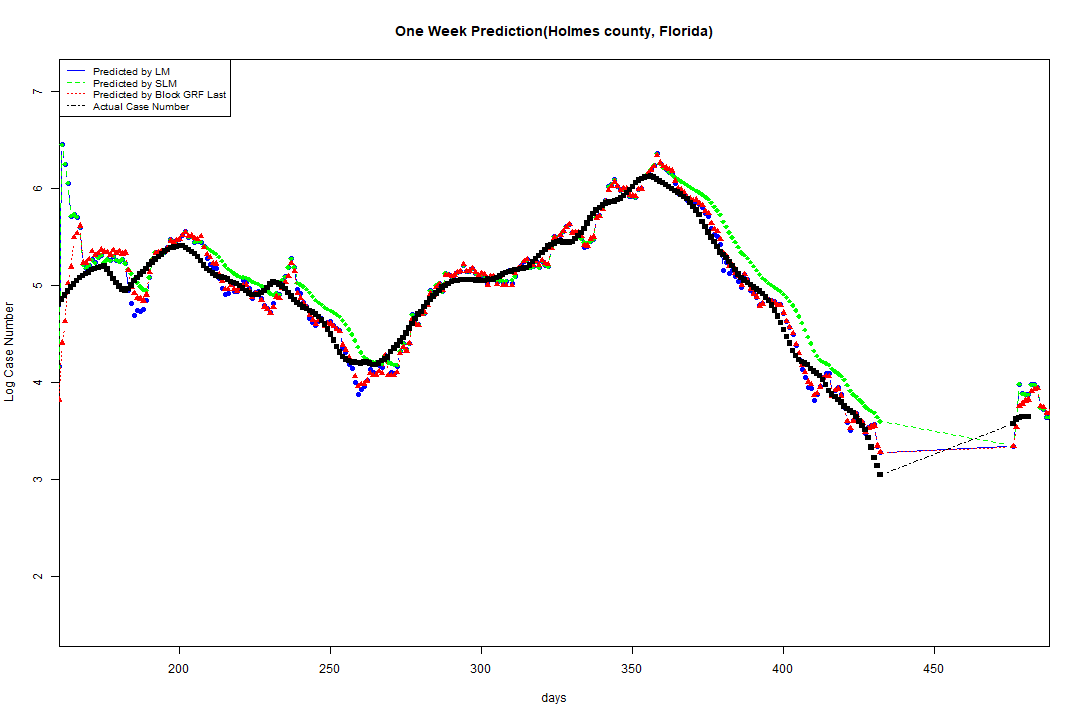 One Week Prediction(Holmes county, Florida)
Predicted by LM
Predicted by SLM
Predicted by Block GRF Last
Actual Case Number
7
6
5
4
3
2
Log Case Number
200 250 300 350 400 450
days